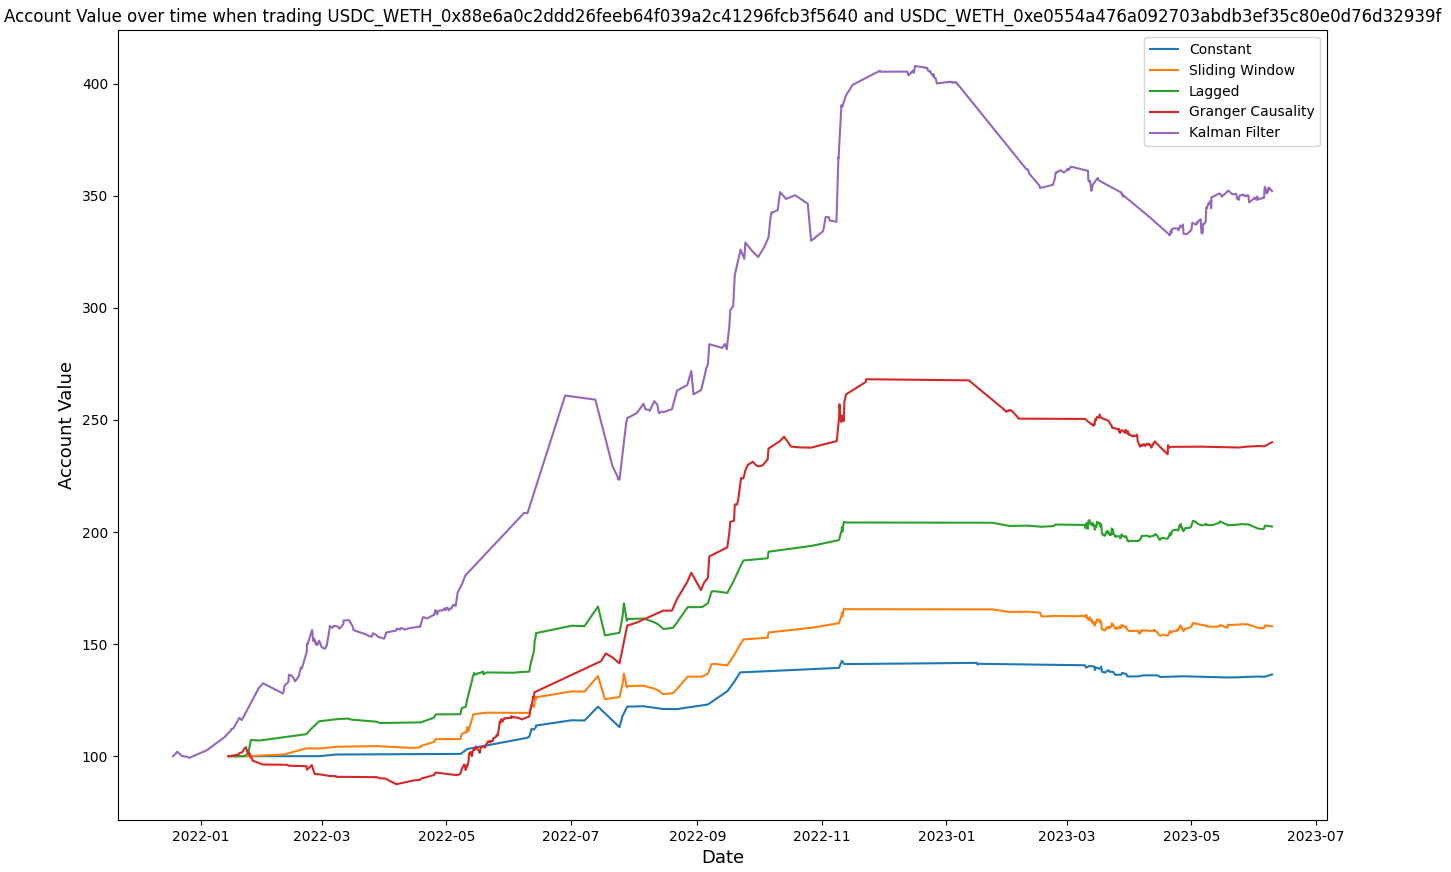 Account Value over time when trading USDC_WETH_0x88e6a0c2ddd26feeb64f039a2c41296fcb3f5640 and USDC_WETH_0xe0554a476a092703abdb3ef35c80e0d76d32939f
Constant
Sliding Window
Lagged
Granger Causality
Kalman Filter
400
350
300
250
200
150
100
Account Value
2022-01
2022-03
2022-05
2022-07
2022-09
2022-11
2023-01
2023-03
2023-05
2023-07
Date